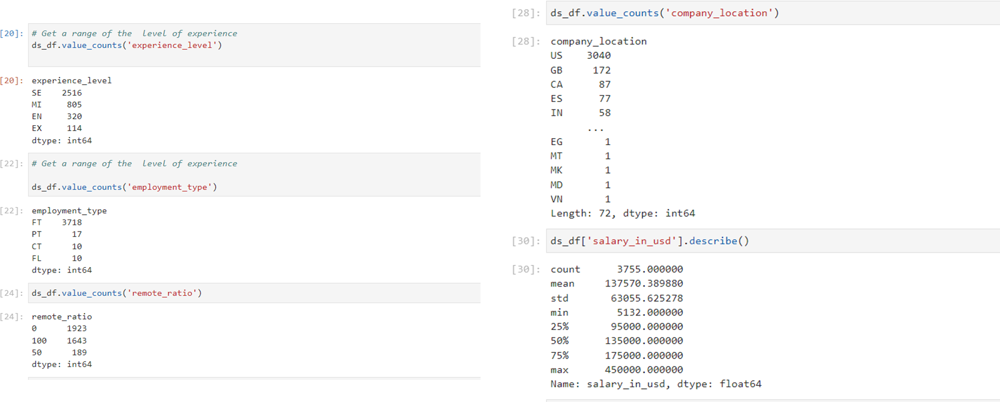 [20]: # Get a range of the  level of experience
ds_df.value_counts('experience_level')
[20]: experience_level
SE    2516
MI     805
EN     320
EX     114
dtype: int64
[22]: # Get a range of the  level of experience
ds_df.value_counts('employment_type')
[22]: employment_type
FT    3718
PT      17
CT      10
FL      10
dtype: int64
[24]: ds_df.value_counts('remote_ratio')
[24]: remote_ratio
0      1923
100    1643
50      189
dtype: int64
[28]: ds_df.value_counts('company_location')
[28]: company_location
US    3040
GB     172
CA      87
ES      77
IN      58
...
EG       1
MT       1
MK       1
MD       1
VN       1
Length: 72, dtype: int64
[30]: ds_df['salary_in_usd'].describe()
[30]: count      3755.000000
mean     137570.389880
std       63055.625278
min        5132.000000
25%       95000.000000
50%      135000.000000
75%      175000.000000
max      450000.000000
Name: salary_in_usd, dtype: float64